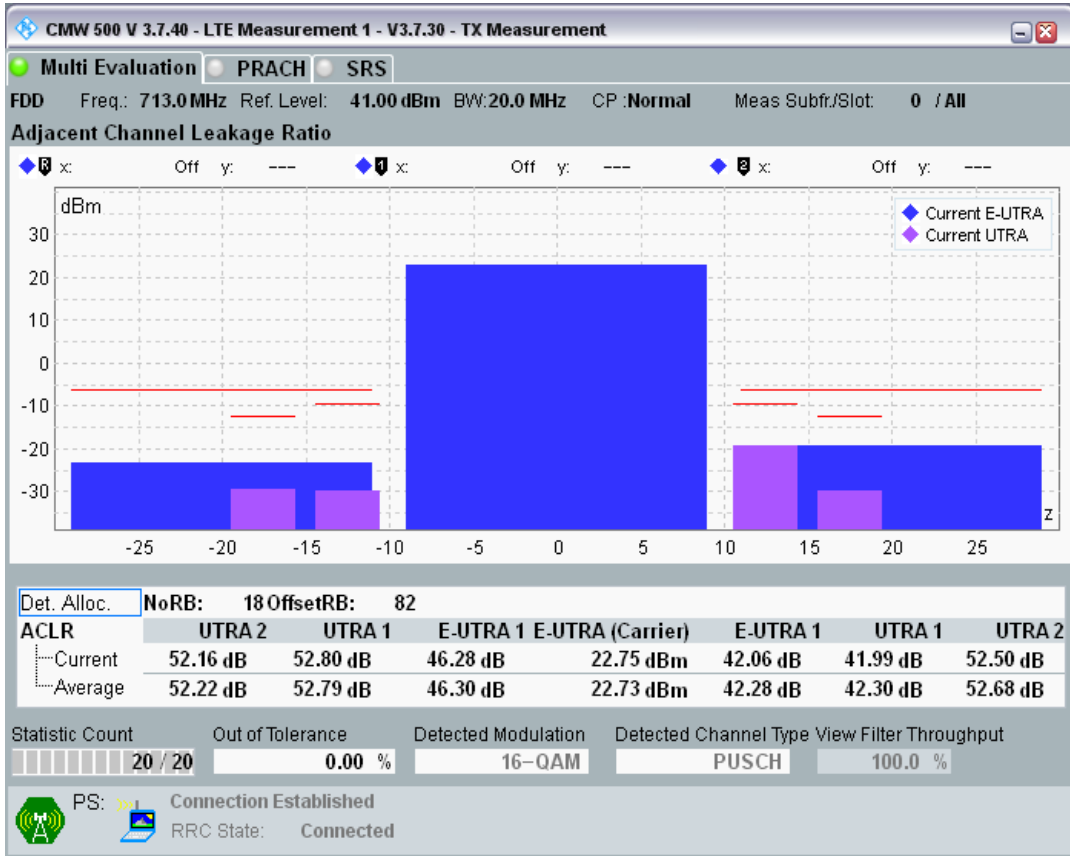 CMW 500 V 3.7.40 - LTE Measurement 1 - V3.7.30 - TX Measurement
Multi Evaluation PRACH SRS
FDD Freq.: 713.0 MHz Ref. Level: 41.00 dBm BW: 20.0 MHz CP :Normal Meas Subfr./Slot: 0 / All
Adjacent Channel Leakage Ratio
R x: Off y: --- 1 x: Off y: --- 2 x: Off y: ---
dBm
Current E-UTRA
Current UTRA
30
20
10
0
-10
-20
-30
z
-25 -20 -15 -10 -5 0 5 10 15 20 25
Det. Alloc. NoRB: 18 OffsetRB: 82
ACLR UTRA 2 UTRA 1 E-UTRA 1 E-UTRA (Carrier) E-UTRA 1 UTRA 1 UTRA 2
Current 52.16 dB 52.80 dB 46.28 dB 22.75 dBm 42.06 dB 41.99 dB 52.50 dB
Average 52.22 dB 52.79 dB 46.30 dB 22.73 dBm 42.28 dB 42.30 dB 52.68 dB
Statistic Count Out of Tolerance Detected Modulation Detected Channel Type View Filter Throughput
20 / 20 0.00 % 16-QAM PUSCH 100.0 %
PS: Connection Established
RRC State: Connected